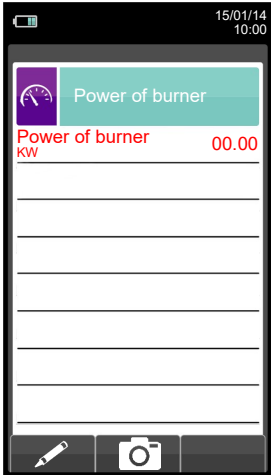 15/01/14
10:00
Power of burner
Power of burner 00.00
KW